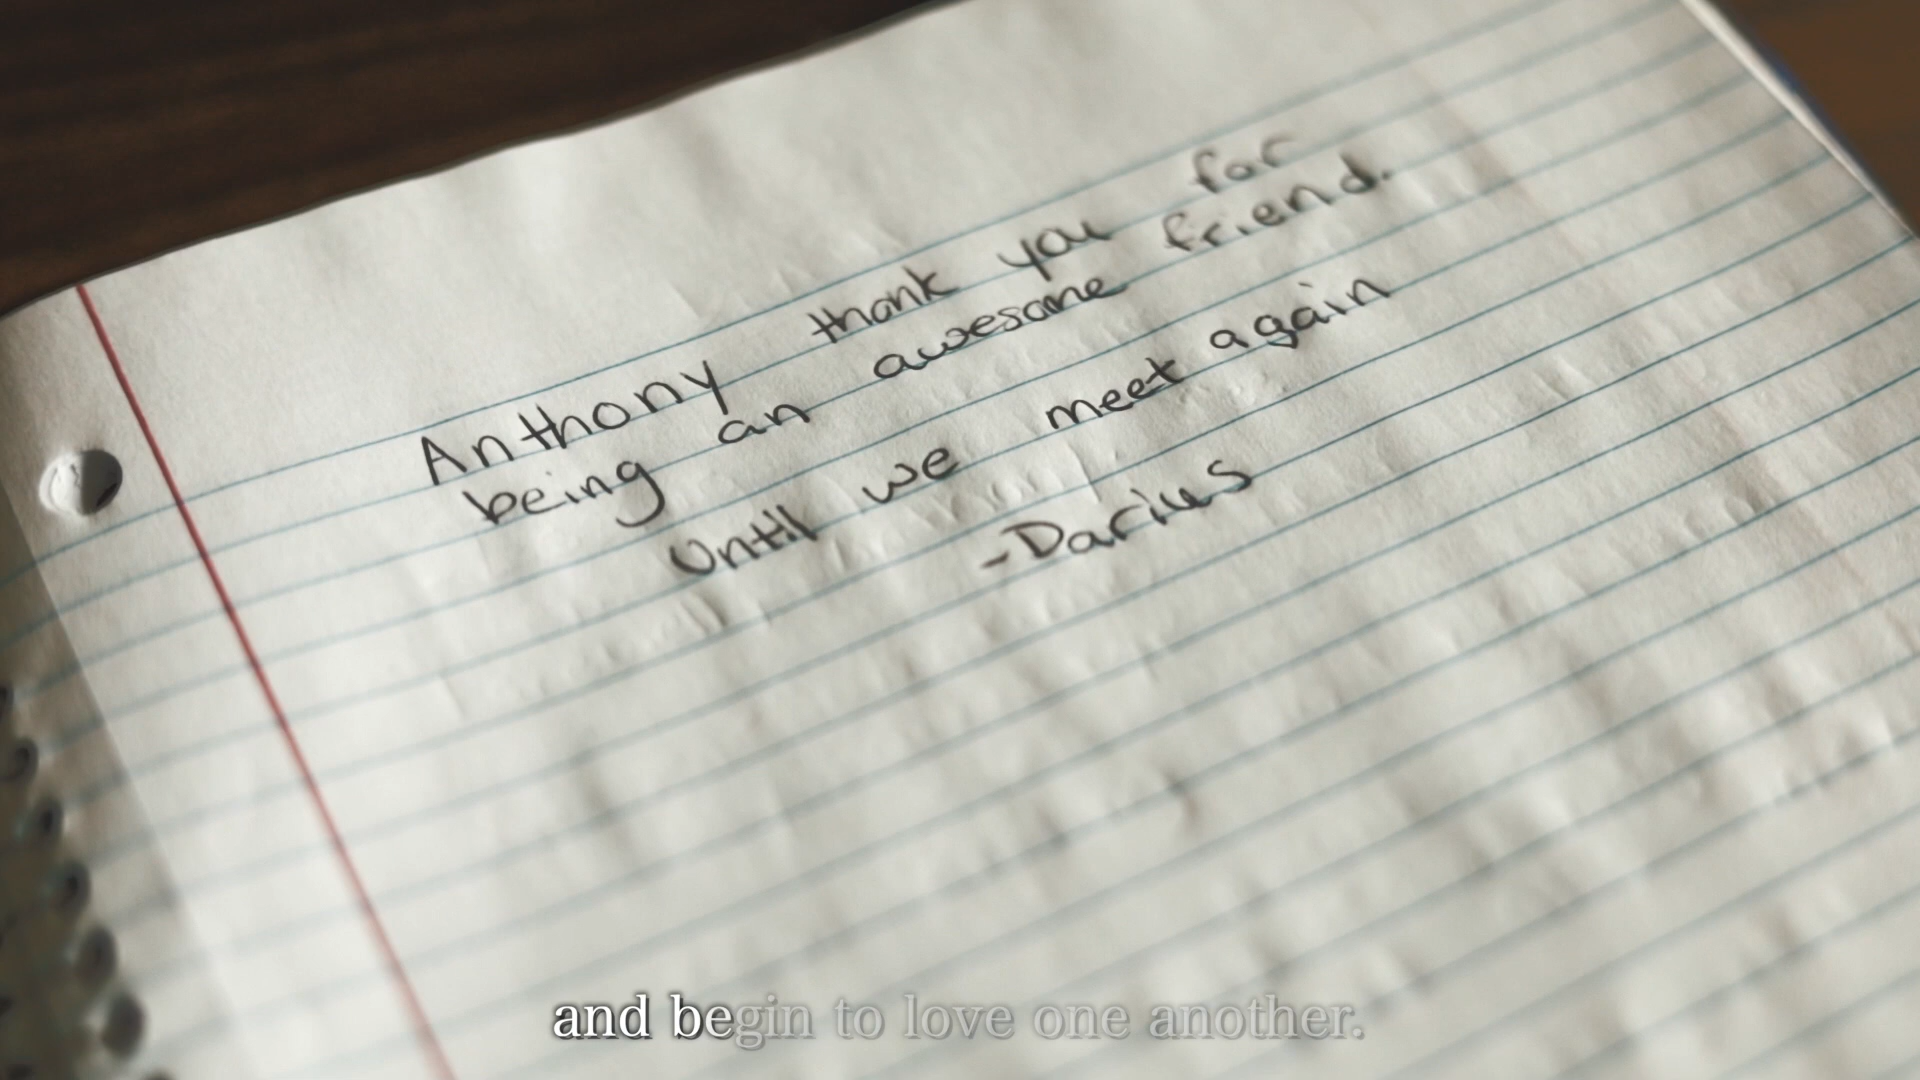 Anthony thank you for
being an awesome friend.
Until we meet again
-Darius
and begin to love one another.